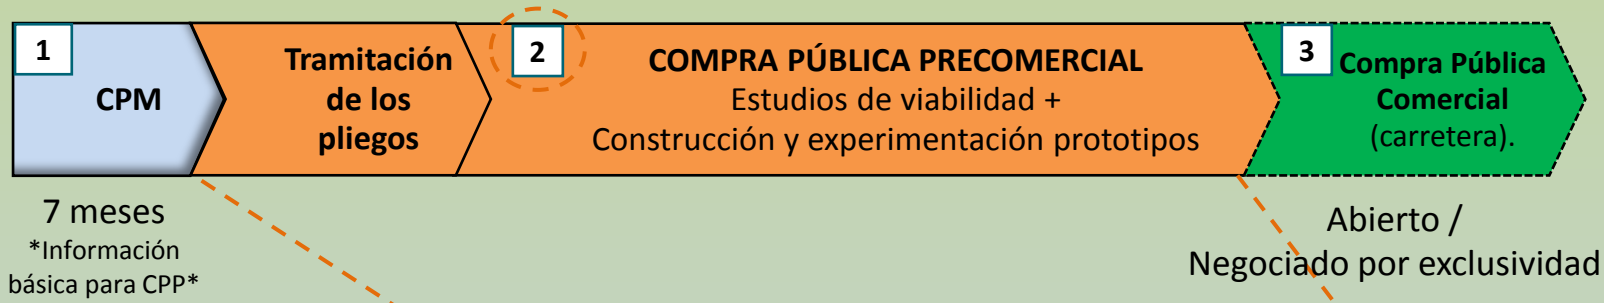 1
CPM
Tramitación
de los
pliegos
2
COMPRA PÚBLICA PRECOMERCIAL
Estudios de viabilidad +
Construcción y experimentación prototipos
3
Compra Pública
Comercial
(carretera).
7 meses
*Información
básica para CPP*
Abierto /
Negociado por exclusividad